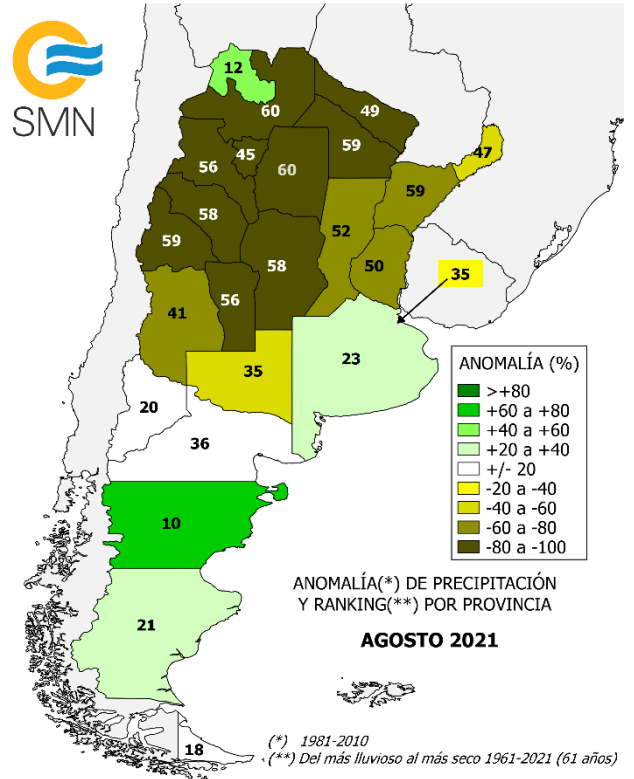 SMN
12
60
49
59
45
60
56
47
59
58
59
52
58
50
35
56
41
23
35
20
36
10
21
18
ANOMALÍA (%)
>+80
+60 a +80
+40 a +60
+20 a +40
+/- 20
-20 a -40
-40 a -60
-60 a -80
-80 a -100
ANOMALÍA(*) DE PRECIPITACIÓN
Y RANKING(**) POR PROVINCIA
AGOSTO 2021
(*) 1981-2010
(**) Del más lluvioso al más seco 1961-2021 (61 años)